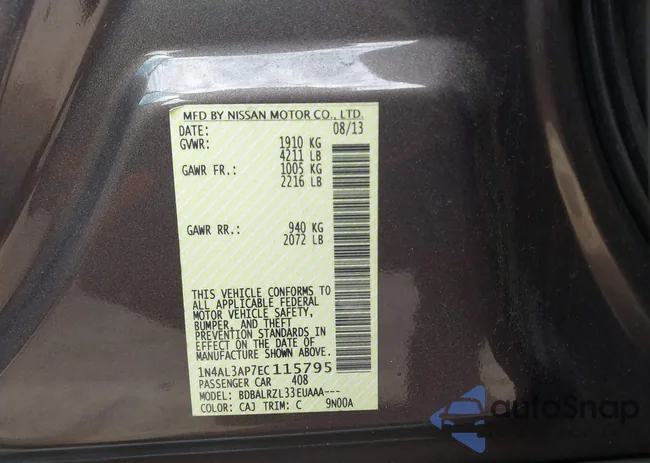 MFD BY NISSAN MOTOR CO., LTD.
DATE: 08/13
GVWR: 1910 KG
4211 LB
GAWR FR.: 1005 KG
2216 LB
GAWR RR.: 940 KG
2072 LB
THIS VEHICLE CONFORMS TO
ALL APPLICABLE FEDERAL
MOTOR VEHICLE SAFETY,
BUMPER, AND THEFT
PREVENTION STANDARDS IN
EFFECT ON THE DATE OF
MANUFACTURE SHOWN ABOVE.
1N4AL3AP7EC115795
PASSENGER CAR 408
MODEL: BDBALRZL33EUAAA---
COLOR: CAJ TRIM: C 9N00A
autoSnap